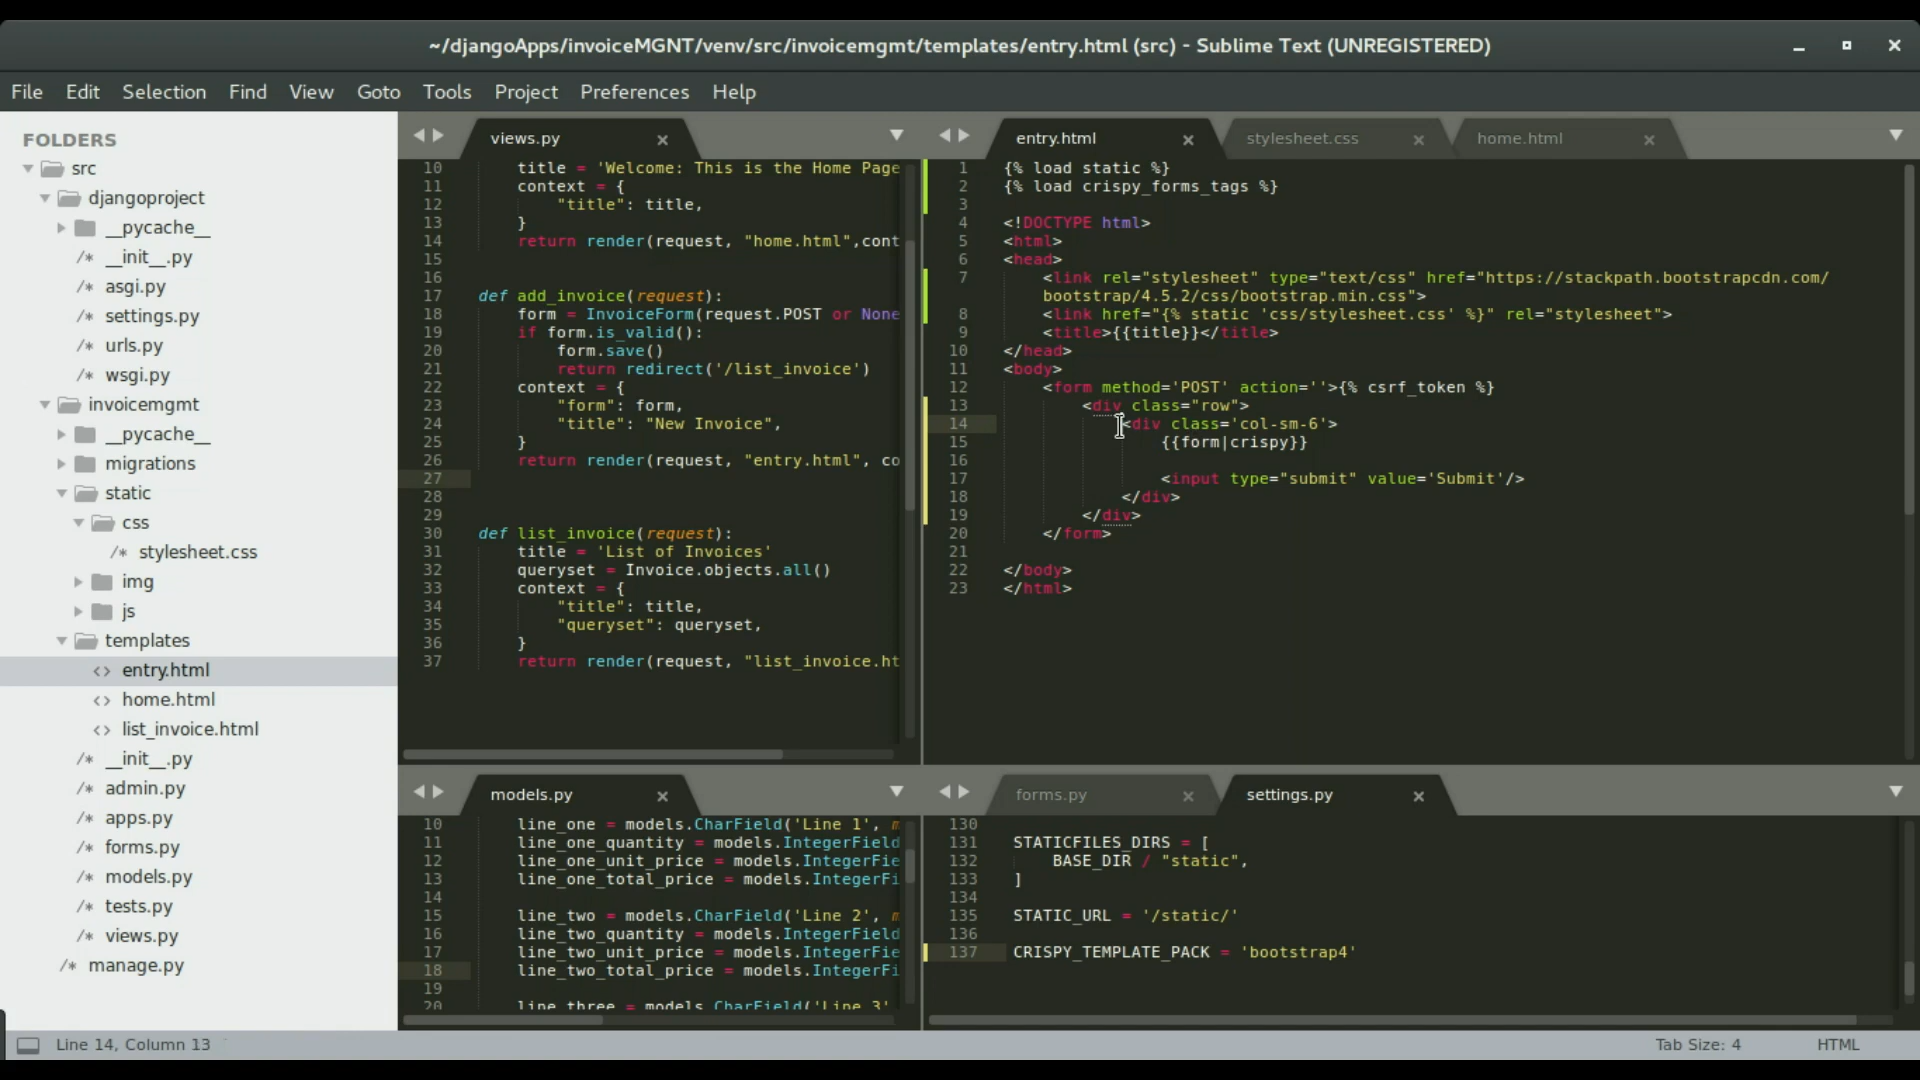 ~/djangoApps/invoiceMGNT/venv/src/invoicemgmt/templates/entry.html (src) - Sublime Text (UNREGISTERED)
File Edit Selection Find View Goto Tools Project Preferences Help
FOLDERS
src
djangoproject
__pycache__
/* __init__.py
/* asgi.py
/* settings.py
/* urls.py
/* wsgi.py
invoicemgmt
__pycache__
migrations
static
css
/* stylesheet.css
img
js
templates
<> entry.html
<> home.html
<> list_invoice.html
/* __init__.py
/* admin.py
/* apps.py
/* forms.py
/* models.py
/* tests.py
/* views.py
/* manage.py
views.py
10 title = 'Welcome: This is the Home Page
11 context = {
12 "title": title,
13 }
14 return render(request, "home.html",cont
15
16
17 def add_invoice(request):
18 form = InvoiceForm(request.POST or None
19 if form.is_valid():
20 form.save()
21 return redirect('/list_invoice')
22 context = {
23 "form": form,
24 "title": "New Invoice",
25 }
26 return render(request, "entry.html", co
27
28
29
30 def list_invoice(request):
31 title = 'List of Invoices'
32 queryset = Invoice.objects.all()
33 context = {
34 "title": title,
35 "queryset": queryset,
36 }
37 return render(request, "list_invoice.ht
entry.html stylesheet.css home.html
1 {% load static %}
2 {% load crispy_forms_tags %}
3
4 <!DOCTYPE html>
5 <html>
6 <head>
7 <link rel="stylesheet" type="text/css" href="https://stackpath.bootstrapcdn.com/
bootstrap/4.5.2/css/bootstrap.min.css">
8 <link href="{% static 'css/stylesheet.css' %}" rel="stylesheet">
9 <title>{{title}}</title>
10 </head>
11 <body>
12 <form method='POST' action=''>{% csrf_token %}
13 <div class="row">
14 <div class='col-sm-6'>
15 {{form|crispy}}
16
17 <input type="submit" value='Submit'/>
18 </div>
19 </div>
20 </form>
21
22 </body>
23 </html>
models.py
10 line_one = models.CharField('Line 1', m
11 line_one_quantity = models.IntegerField
12 line_one_unit_price = models.IntegerFie
13 line_one_total_price = models.IntegerFi
14
15 line_two = models.CharField('Line 2', m
16 line_two_quantity = models.IntegerField
17 line_two_unit_price = models.IntegerFie
18 line_two_total_price = models.IntegerFi
19
20 line_three = models.CharField('Line 3'
forms.py settings.py
130
131 STATICFILES_DIRS = [
132 BASE_DIR / "static",
133 ]
134
135 STATIC_URL = '/static/'
136
137 CRISPY_TEMPLATE_PACK = 'bootstrap4'
Line 14, Column 13
Tab Size: 4
HTML